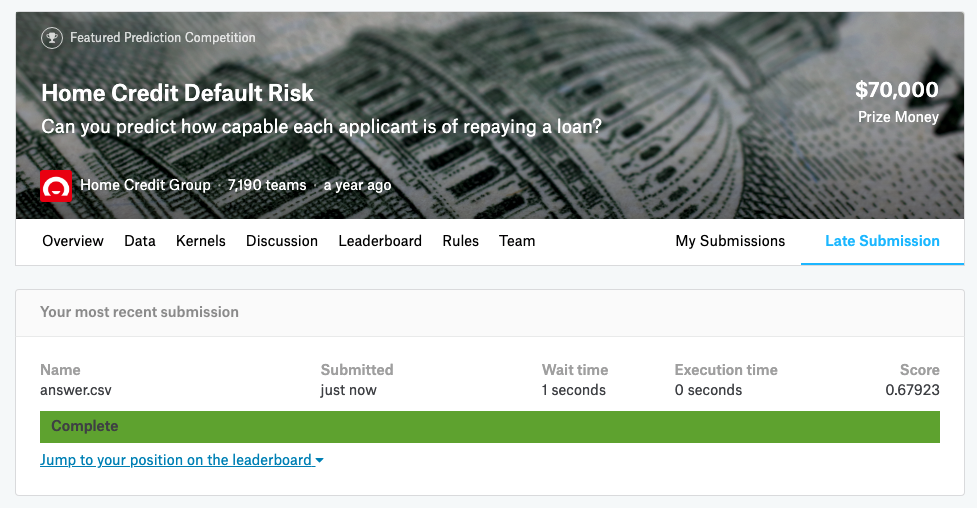 Featured Prediction Competition
Home Credit Default Risk
$70,000
Can you predict how capable each applicant is of repaying a loan?
Prize Money
Home Credit Group · 7,190 teams · a year ago
Overview Data Kernels Discussion Leaderboard Rules Team My Submissions Late Submission
Your most recent submission
Name Submitted Wait time Execution time Score
answer.csv just now 1 seconds 0 seconds 0.67923
Complete
Jump to your position on the leaderboard